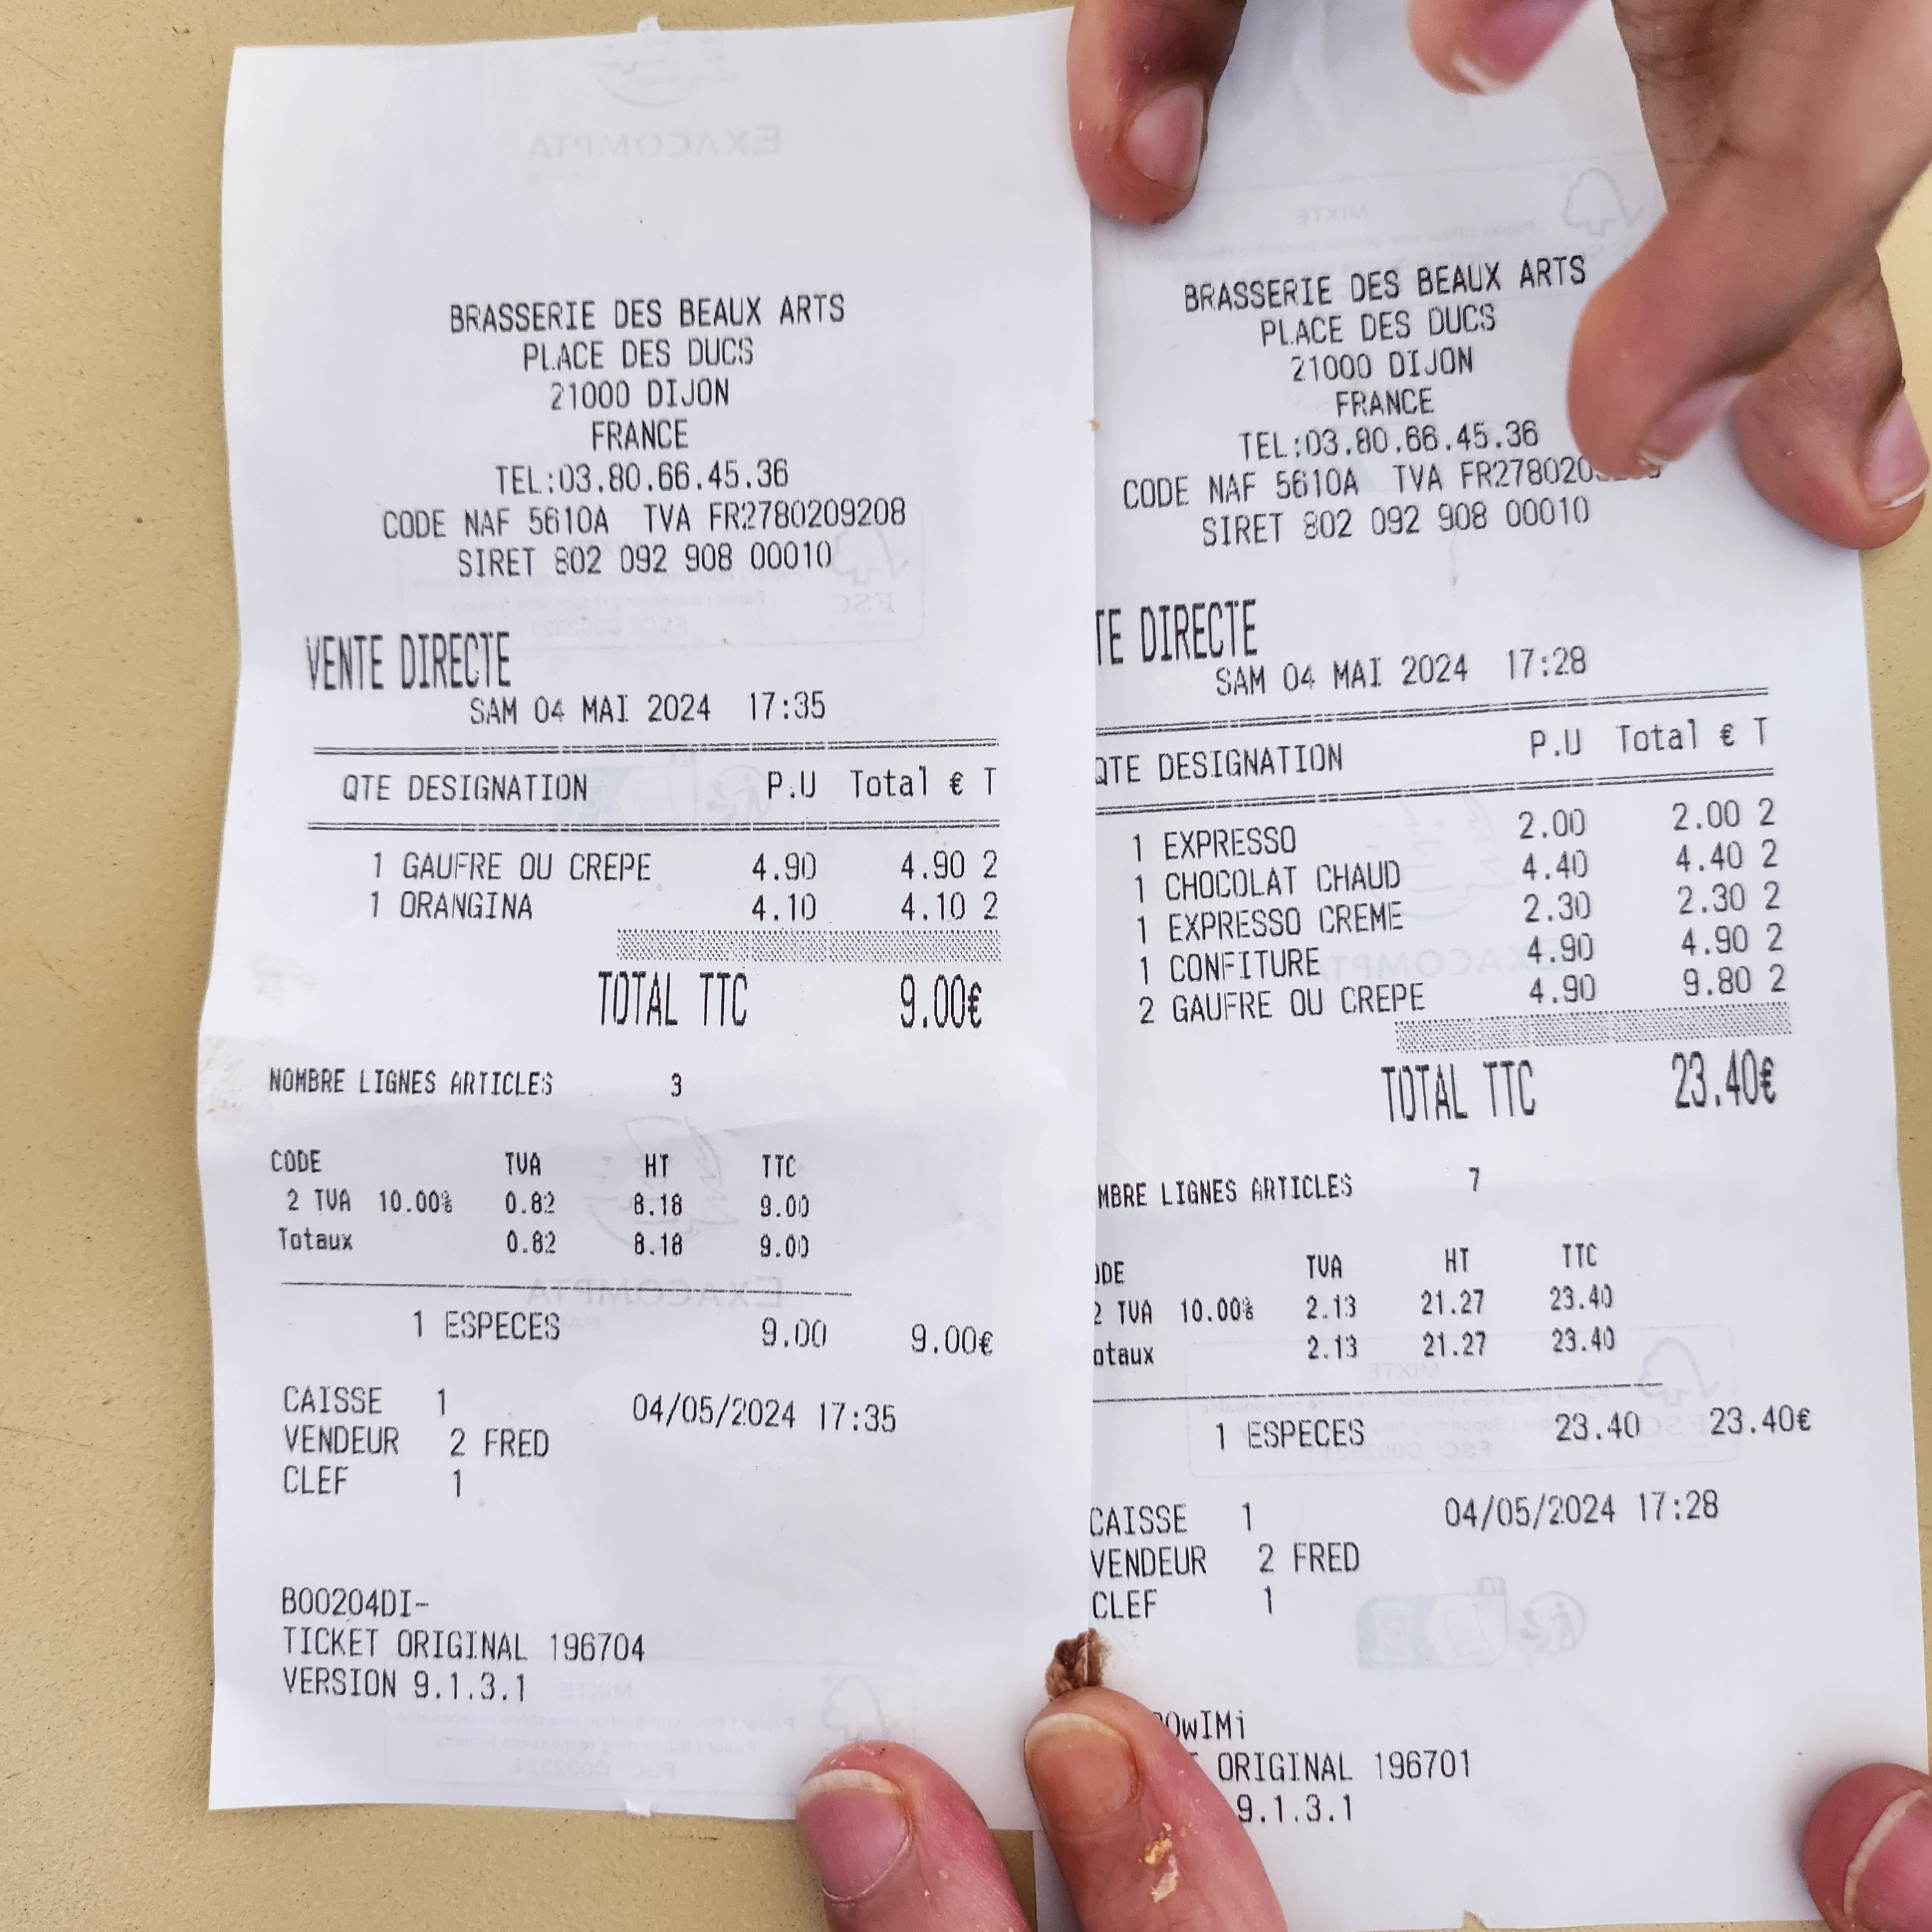 BRASSERIE DES BEAUX ARTS
PLACE DES DUCS
21000 DIJON
FRANCE
TEL:03.80.66.45.36
CODE NAF 5610A TVA FR2780209208
SIRET 802 092 908 00010
VENTE DIRECTE
SAM 04 MAI 2024 17:35
QTE DESIGNATION P.U Total € T
1 GAUFRE OU CREPE 4.90 4.90 2
1 ORANGINA 4.10 4.10 2
TOTAL TTC 9.00€
NOMBRE LIGNES ARTICLES 3
CODE TVA HT TTC
2 TVA 10.00% 0.82 8.18 9.00
Totaux 0.82 8.18 9.00
1 ESPECES 9.00 9.00€
CAISSE 1 04/05/2024 17:35
VENDEUR 2 FRED
CLEF 1
B00204DI-
TICKET ORIGINAL 196704
VERSION 9.1.3.1
EXACOMPTA
BRASSERIE DES BEAUX ARTS
PLACE DES DUCS
21000 DIJON
FRANCE
TEL:03.80.66.45.36
CODE NAF 5610A TVA
SIRET 802 092 908 00010
TE DIRECTE
SAM 04 MAI 2024 17:28
QTE DESIGNATION P.U Total € T
1 EXPRESSO 2.00 2.00 2
1 CHOCOLAT CHAUD 4.40 4.40 2
1 EXPRESSO CREME 2.30 2.30 2
1 CONFITURE 4.90 4.90 2
2 GAUFRE OU CREPE 4.90 9.80 2
TOTAL TTC 23.40€
MBRE LIGNES ARTICLES 7
DE TVA HT TTC
2 TVA 10.00% 2.13 21.27 23.40
otaux 2.13 21.27 23.40
1 ESPECES 23.40 23.40€
CAISSE 1 04/05/2024 17:28
VENDEUR 2 FRED
CLEF 1
OwIMi
ORIGINAL 196701
9.1.3.1